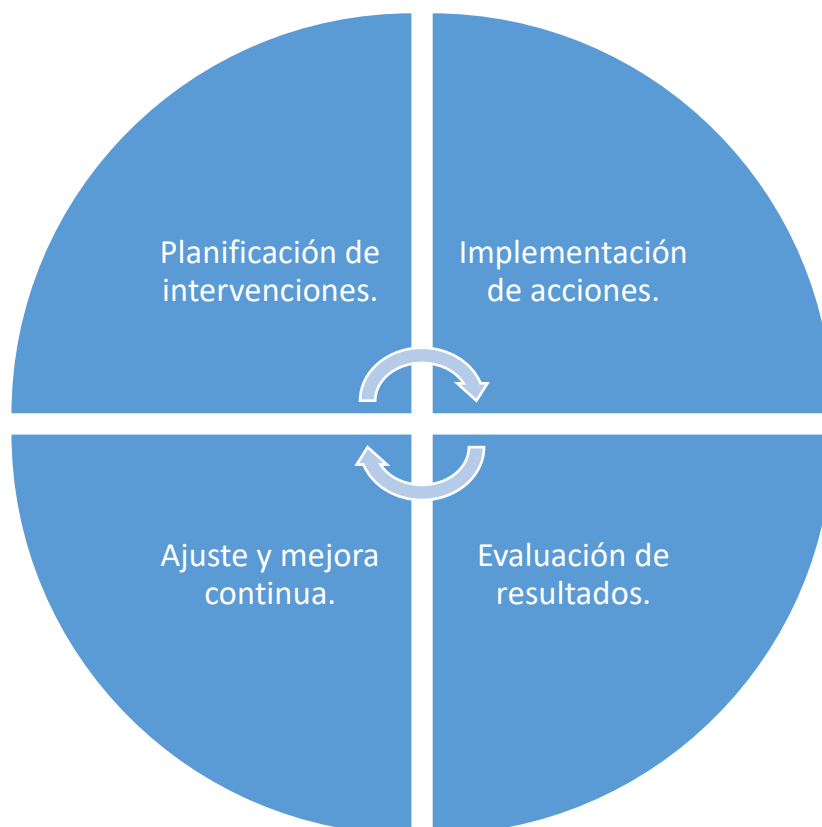 Planificación de
intervenciones.
Implementación
de acciones.
Ajuste y mejora
continua.
Evaluación de
resultados.